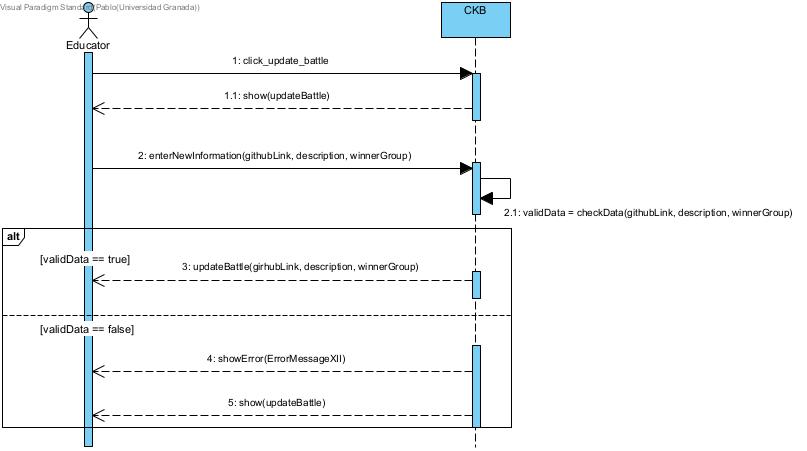 Visual Paradigm Standard(Pablo(Universidad Granada))
CKB
Educator
1: click_update_battle
1.1: show(updateBattle)
2: enterNewInformation(githubLink, description, winnerGroup)
2.1: validData = checkData(githubLink, description, winnerGroup)
alt
[validData == true]
3: updateBattle(girhubLink, description, winnerGroup)
[validData == false]
4: showError(ErrorMessageXII)
5: show(updateBattle)